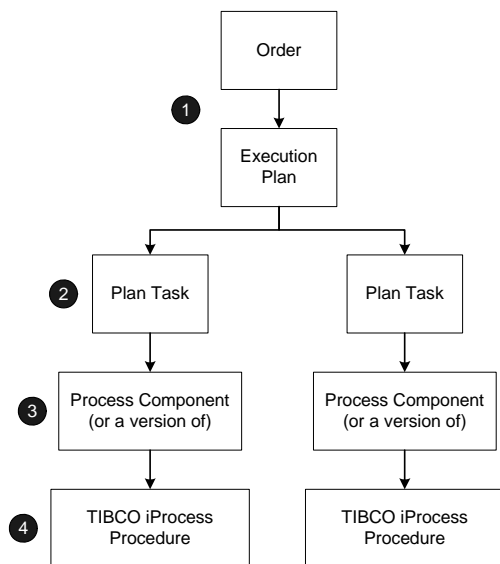 Order
1
Execution
Plan
2
Plan Task
Plan Task
3
Process Component
(or a version of)
Process Component
(or a version of)
4
TIBCO iProcess
Procedure
TIBCO iProcess
Procedure